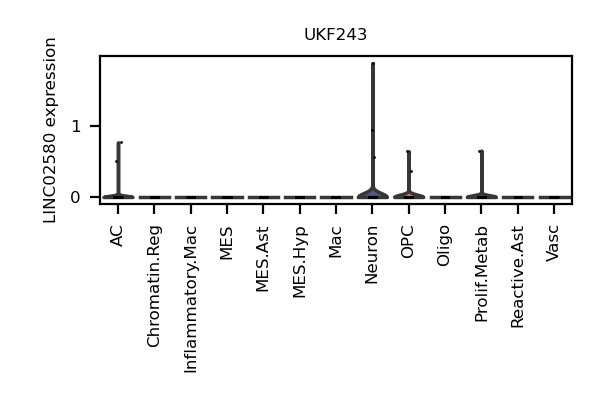 UKF243
LINC02580 expression
1
0
AC
Chromatin.Reg
Inflammatory.Mac
MES
MES.Ast
MES.Hyp
Mac
Neuron
OPC
Oligo
Prolif.Metab
Reactive.Ast
Vasc